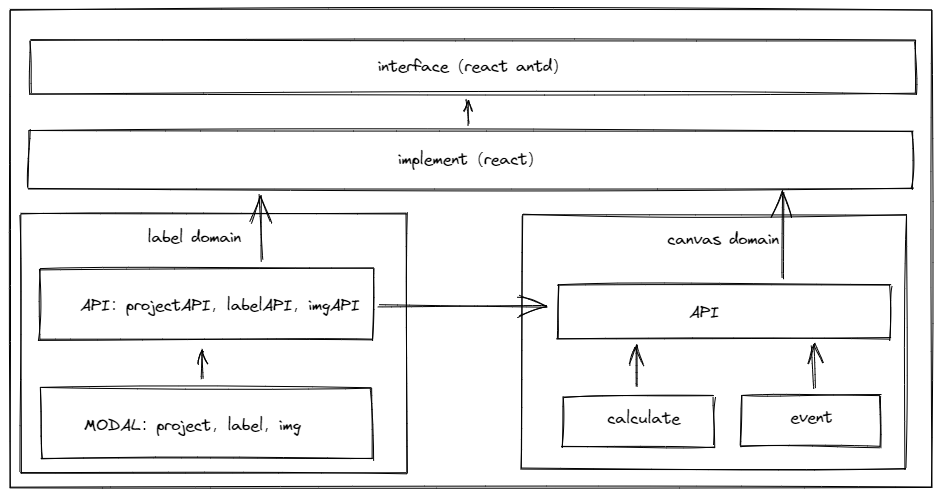 interface (react antd)
implement (react)
label domain
API: projectAPI, labelAPI, imgAPI
MODAL: project, label, img
canvas domain
API
calculate
event